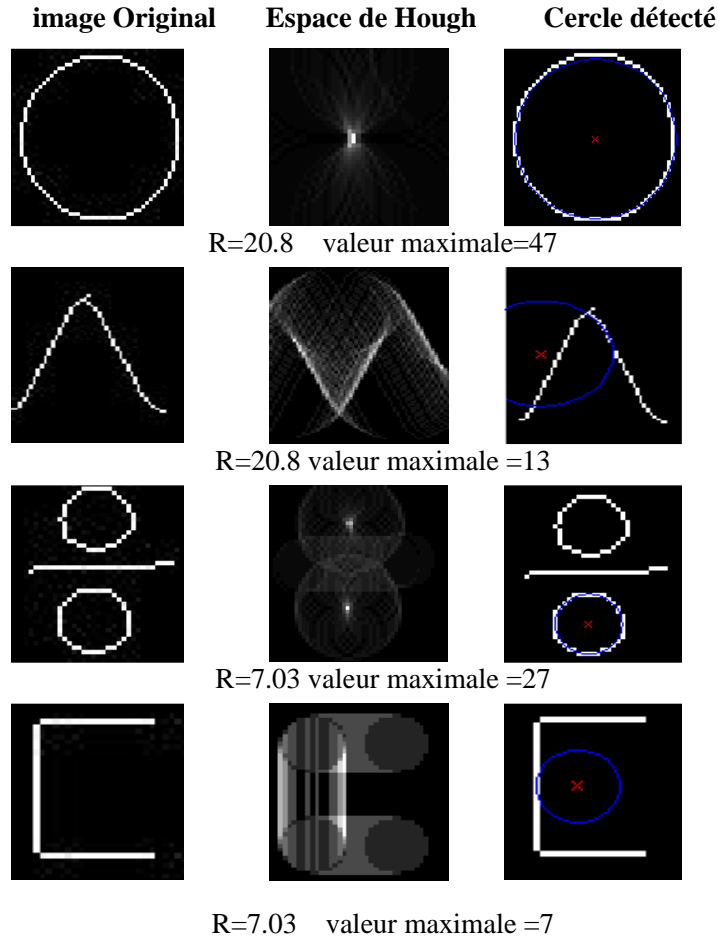 image Original Espace de Hough Cercle détecté
R=20.8 valeur maximale=47
R=20.8 valeur maximale =13
R=7.03 valeur maximale =27
R=7.03 valeur maximale =7